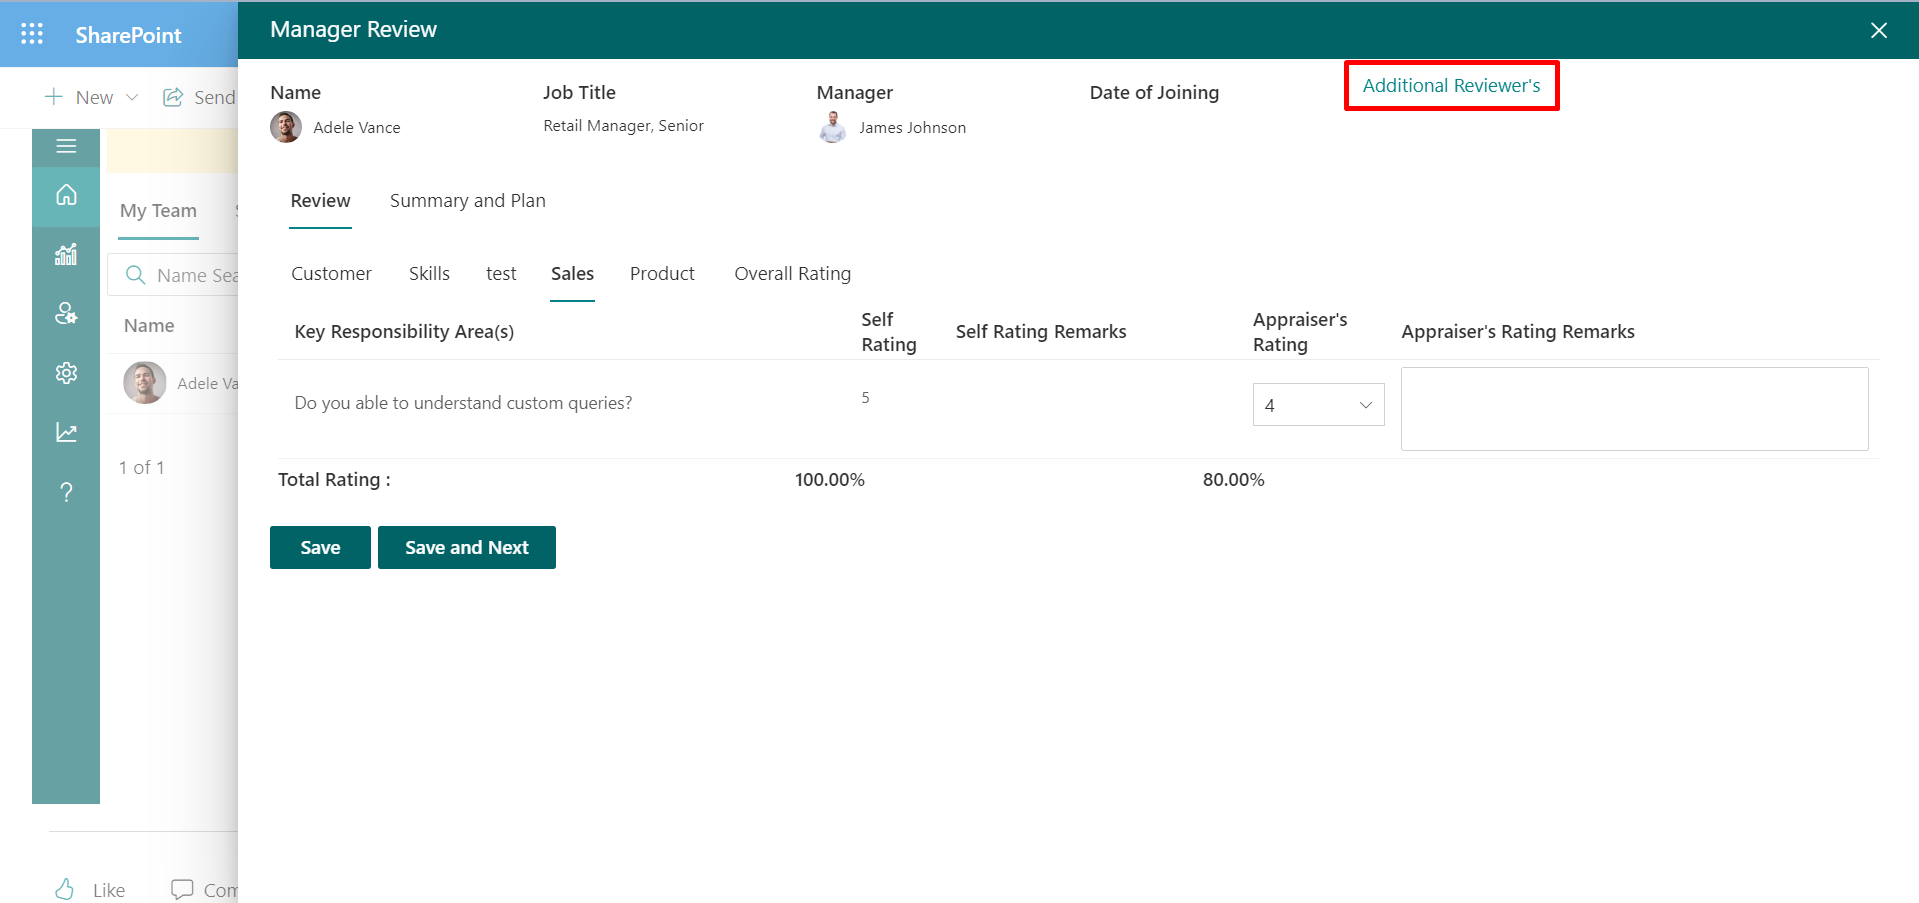 SharePoint
Manager Review
New
Send
Name
Adele Vance
Job Title
Retail Manager, Senior
Manager
James Johnson
Date of Joining
Additional Reviewer's
Review
Summary and Plan
My Team
Customer
Skills
test
Sales
Product
Overall Rating
Name Sea
Name
Adele Va
1 of 1
Key Responsibility Area(s)
Self
Rating
Self Rating Remarks
Appraiser's
Rating
Appraiser's Rating Remarks
Do you able to understand custom queries?
5
4
Total Rating :
100.00%
80.00%
Save
Save and Next
?
Like
Com